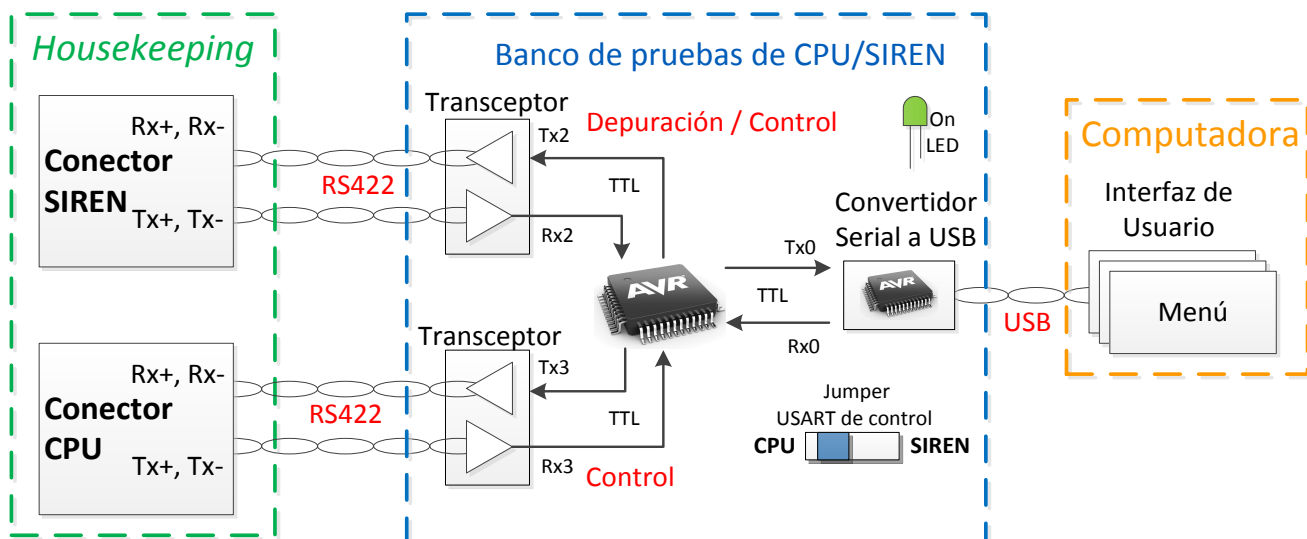 Housekeeping
Rx+, Rx-
Conector
SIREN
Tx+, Tx-
RS422
Rx+, Rx-
Conector
CPU
Tx+, Tx-
RS422
Banco de pruebas de CPU/SIREN
Transceptor
Tx2
Depuración / Control
TTL
Rx2
AVR
Transceptor
Tx3
TTL
Rx3
Control
On
LED
Convertidor
Serial a USB
Tx0
TTL
Rx0
AVR
Jumper
USART de control
CPU
SIREN
USB
Computadora
Interfaz de
Usuario
Menú